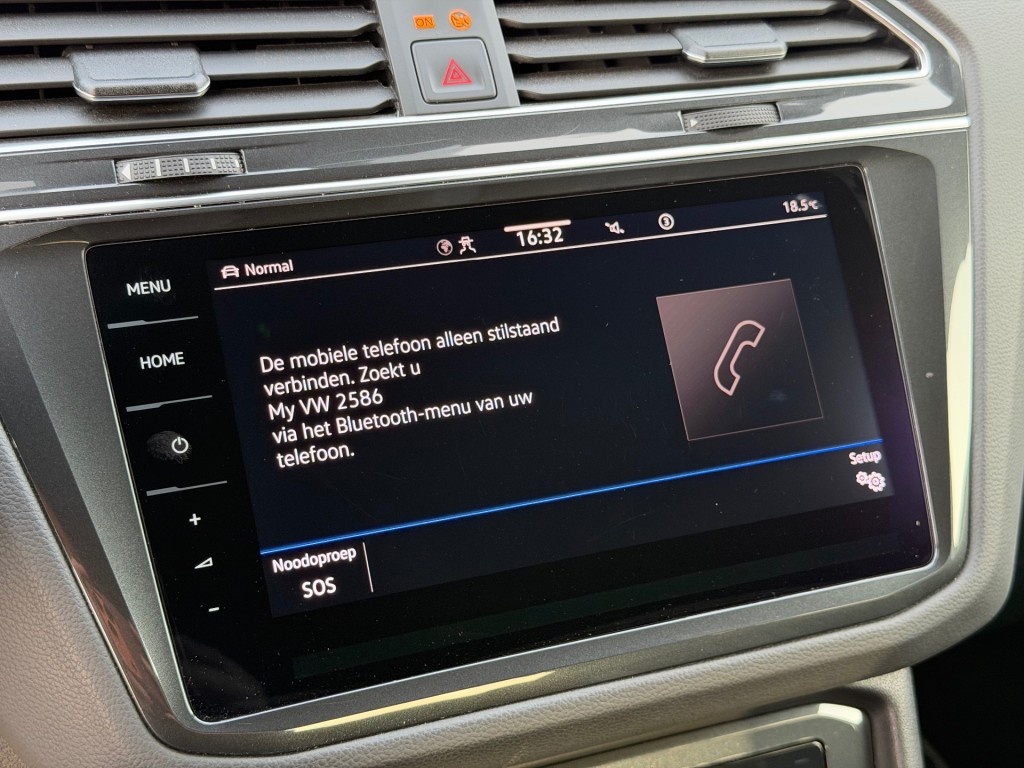 ON
MENU
HOME
Normal
16:32
3
18.5°C
De mobiele telefoon alleen stilstaand
verbinden. Zoekt u
My VW 2586
via het Bluetooth-menu van uw
telefoon.
Setup
Noodoproep
SOS
+
-